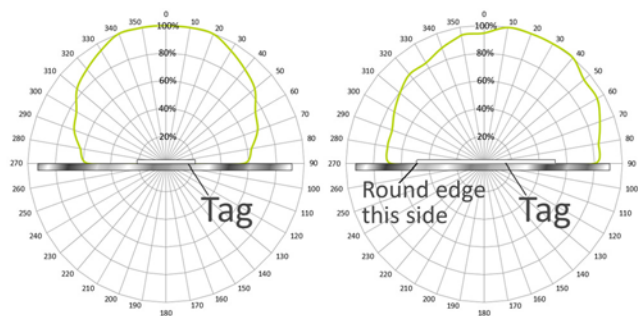 0
350 100% 10
340 20
330 30
320 80% 40
310 50
60%
300 60
290 40% 70
280 20% 80
270 90
260 100
250 Tag 110
240 120
230 130
220 140
210 150
200 160
190 170
180
0
350 100% 10
340 20
330 30
320 80% 40
310 50
60%
300 60
290 40% 70
280 20% 80
270 90
260 100
Round edge
this side
Tag
250 110
240 120
230 130
220 140
210 150
200 160
190 170
180